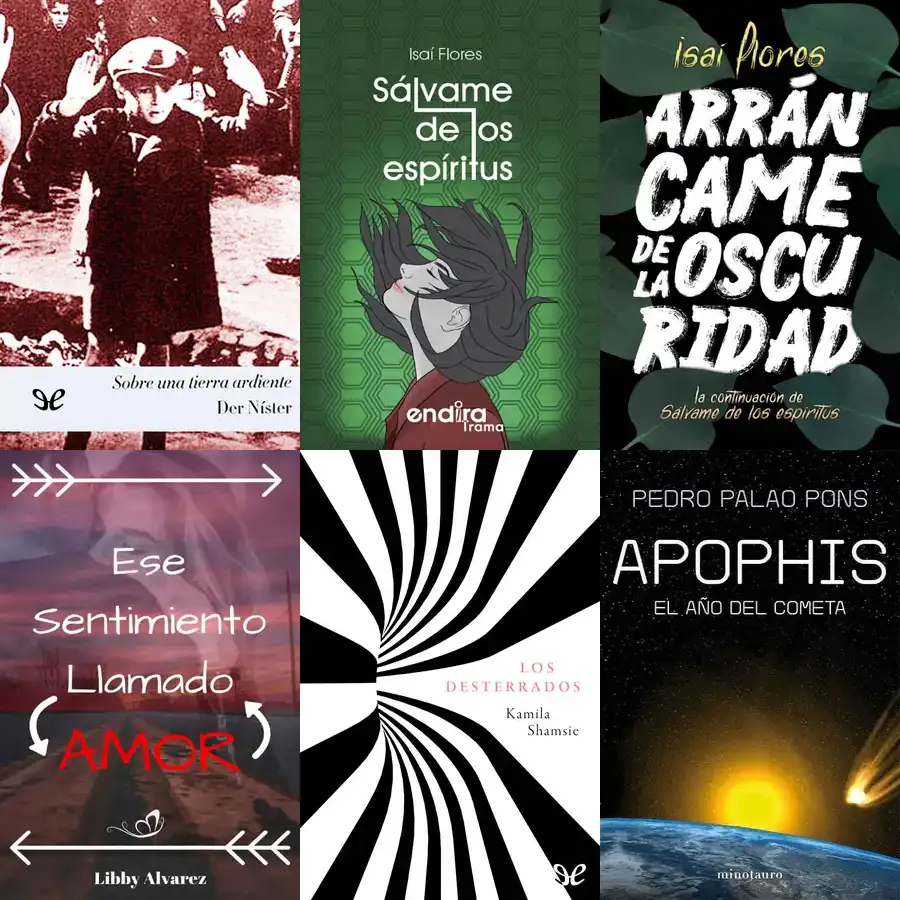 Sobre una tierra ardiente
Der Níster
Isaí Flores
Sálvame
de los
espíritus
endira
Trama
Isaí flores
ARRÁN
CAME
DE LA OSCU
RIDAD
la continuación de
Sálvame de los espíritus
Ese
Sentimiento
Llamado
AMOR
Libby Alvarez
LOS
DESTERRADOS
Kamila
Shamsie
PEDRO PALAO PONS
APOPHIS
EL AÑO DEL COMETA
minotauro